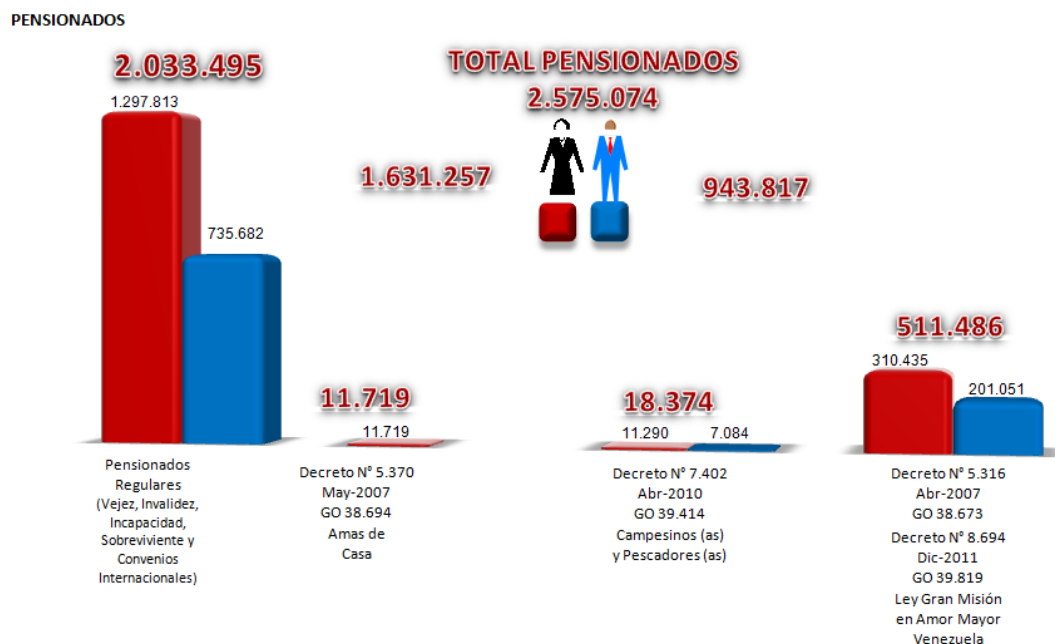 PENSIONADOS
2.033.495
TOTAL PENSIONADOS
2.575.074
1.297.813
1.631.257
943.817
735.682
511.486
310.435
201.051
11.719
11.719
18.374
11.290
7.084
Pensionados
Regulares
(Vejez, Invalidez,
Incapacidad,
Sobreviviente y
Convenios
Internacionales)
Decreto N° 5.370
May-2007
GO 38.694
Amas de
Casa
Decreto N° 7.402
Abr-2010
GO 39.414
Campesinos (as)
y Pescadores (as)
Decreto N° 5.316
Abr-2007
GO 38.673
Decreto N° 8.694
Dic-2011
GO 39.819
Ley Gran Misión
en Amor Mayor
Venezuela